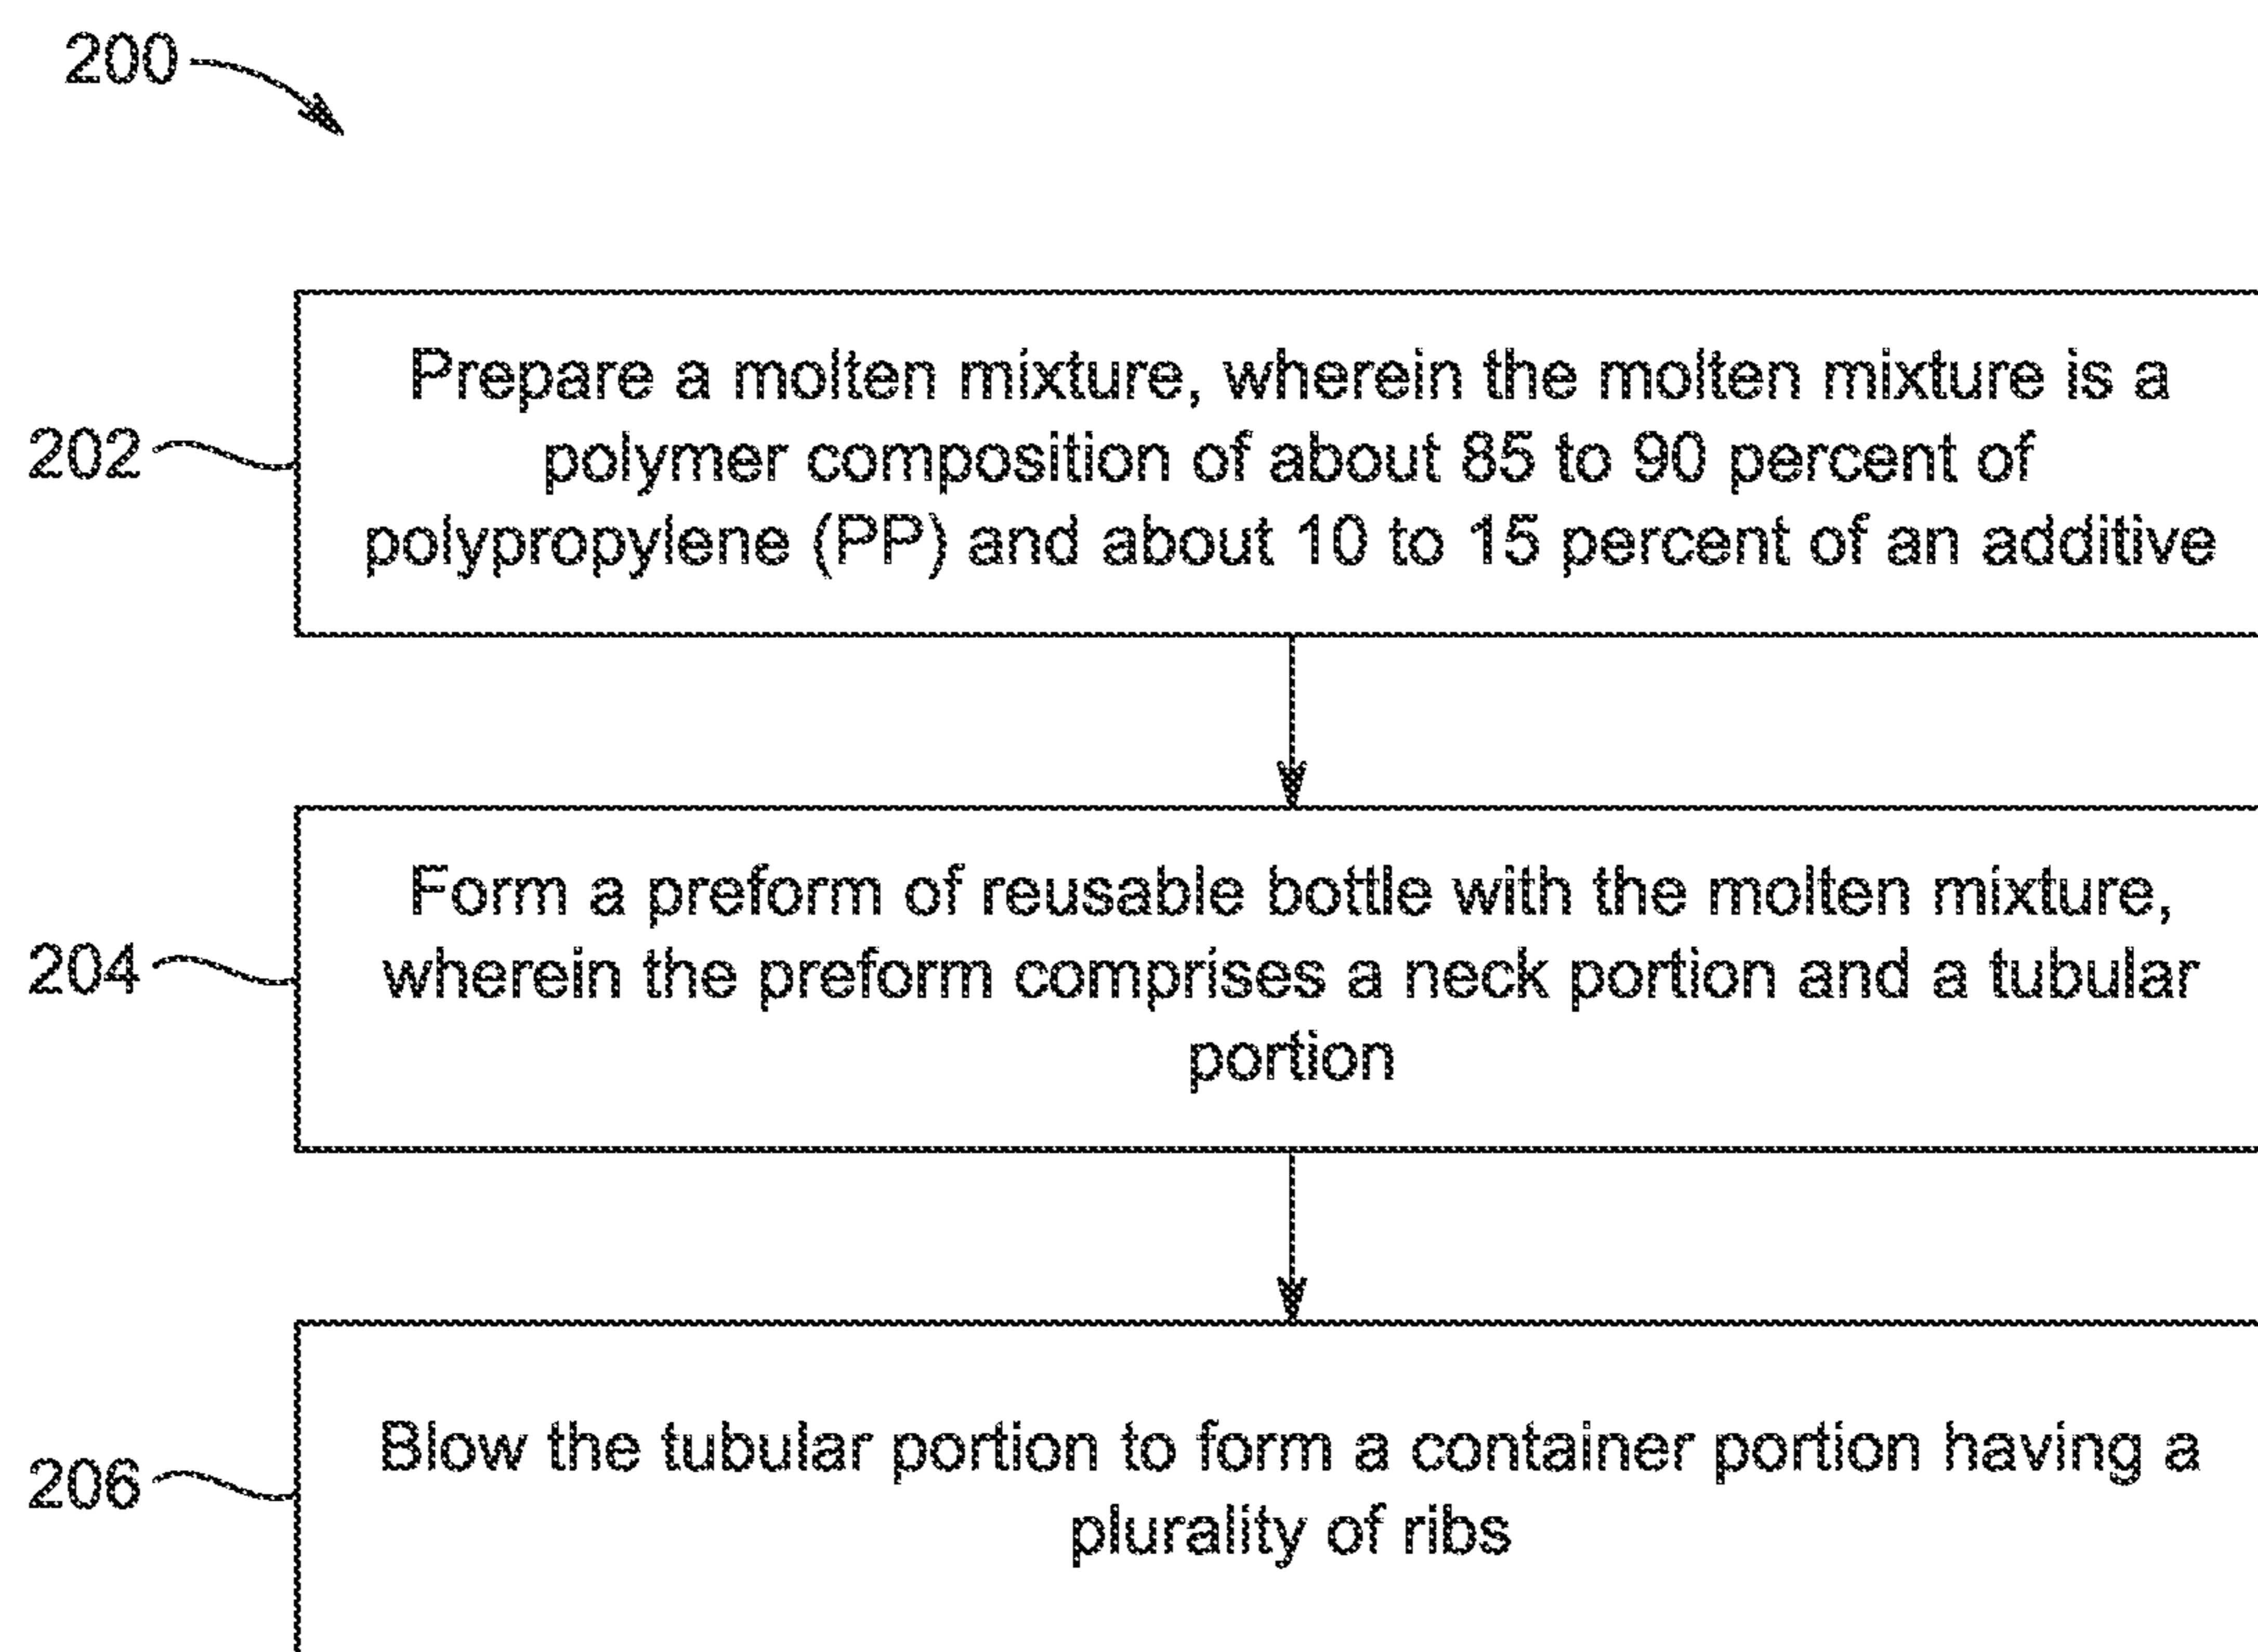 200
Prepare a molten mixture, wherein the molten mixture is a
202
polymer composition of about 85 to 90 percent of
polypropylene (PP) and about 10 to 15 percent of an additive
Form a preform of reusable bottle with the molten mixture,
204
wherein the preform comprises a neck portion and a tubular
portion
Blow the tubular portion to form a container portion having a
206
plurality of ribs